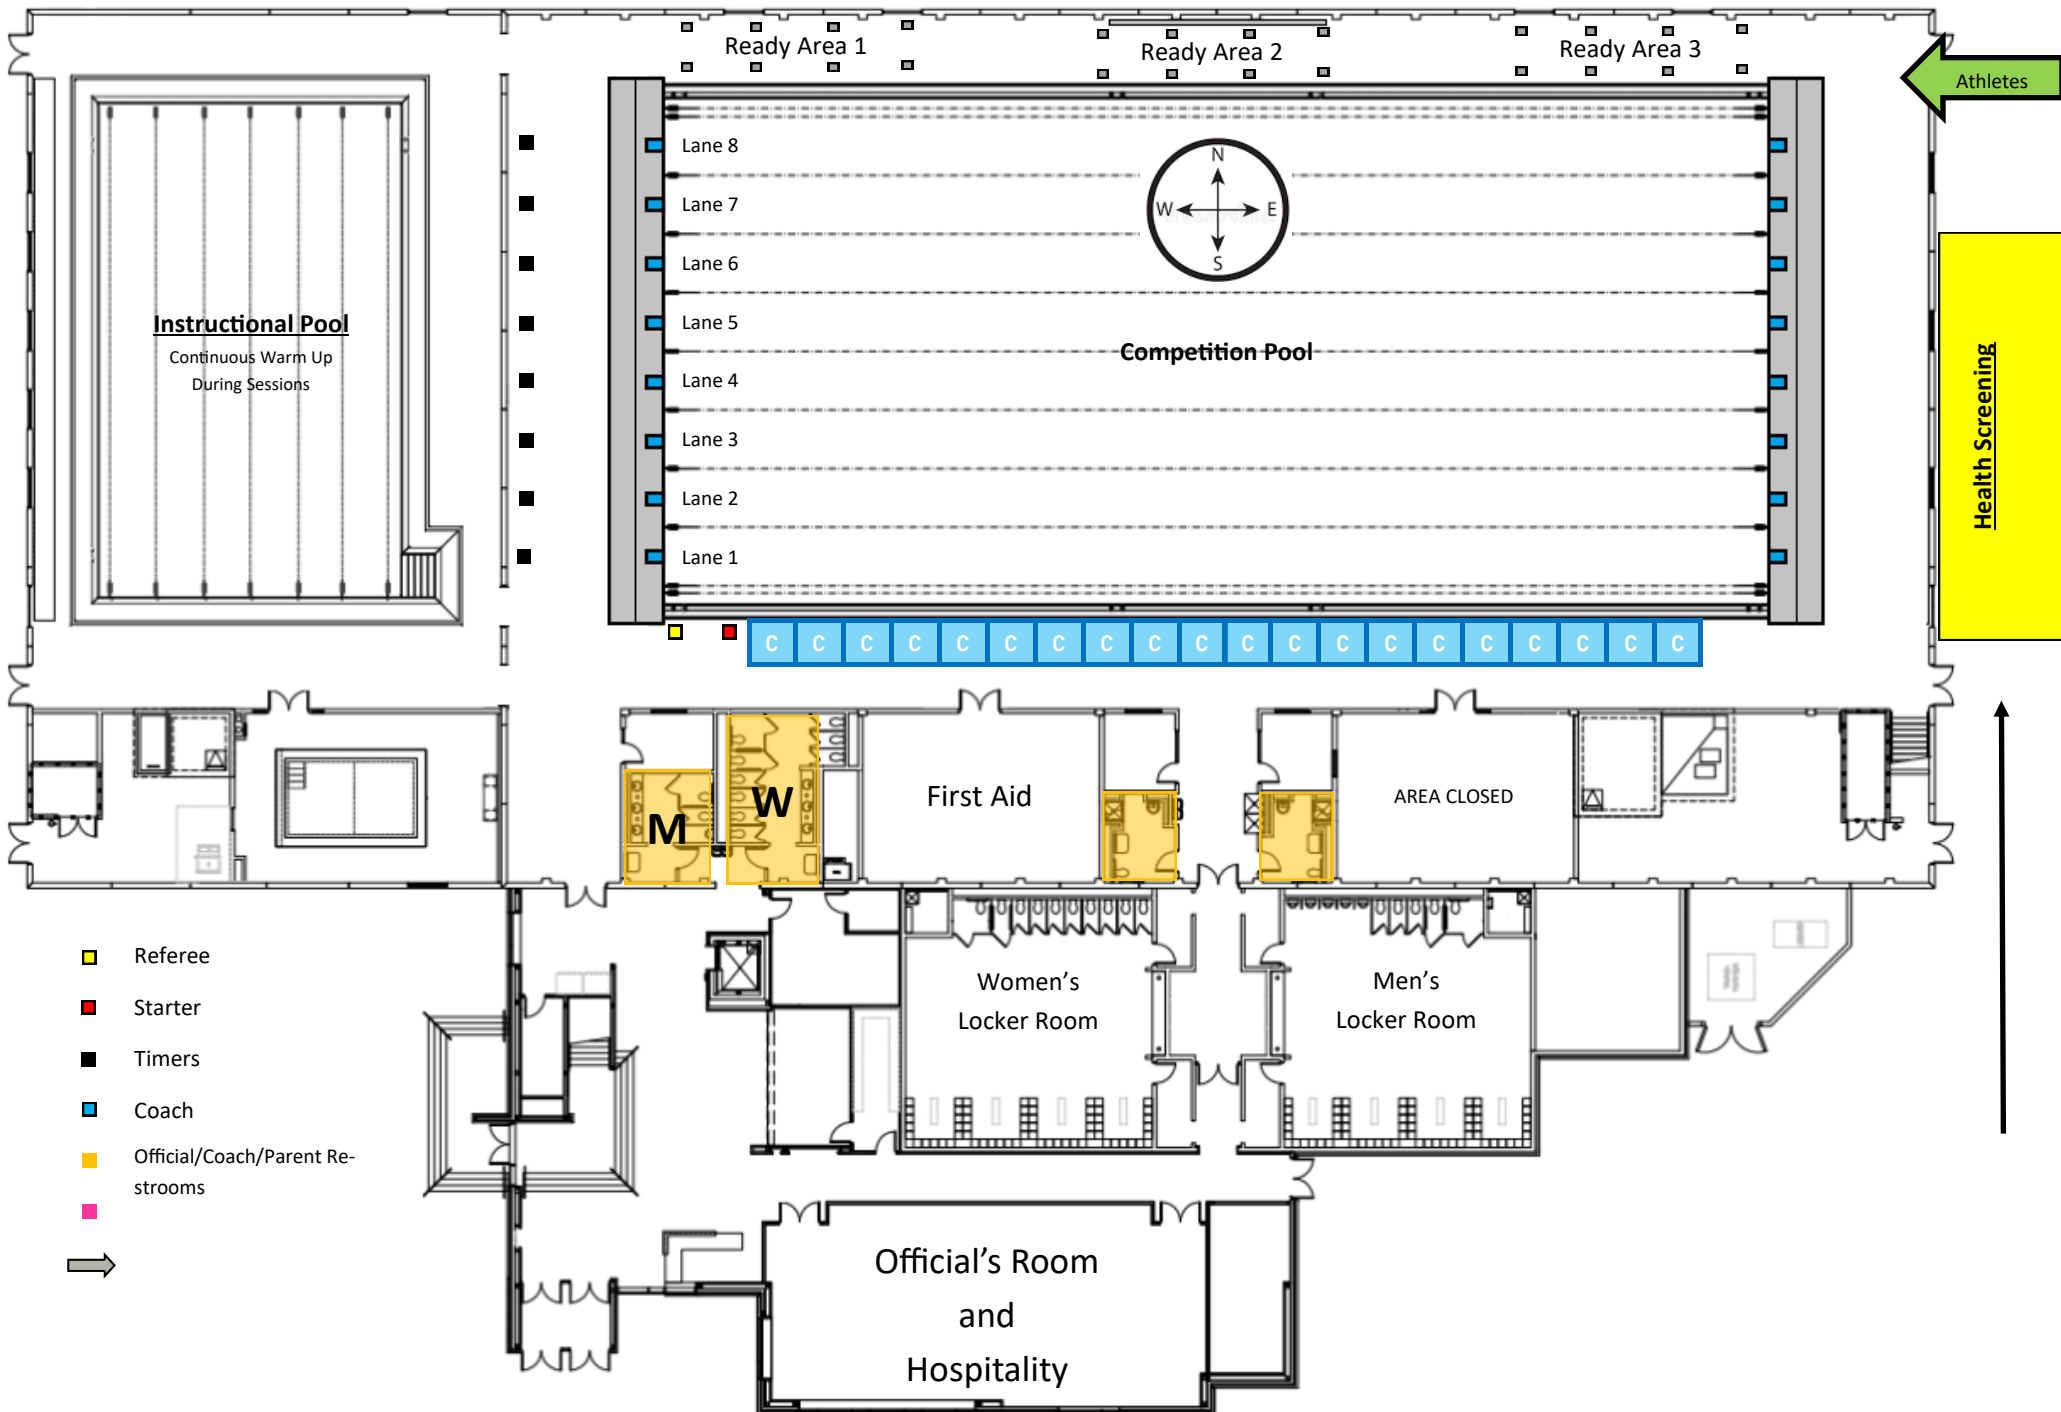 Ready Area 1
Ready Area 2
Ready Area 3
Athletes
Lane 8
Lane 7
Lane 6
Lane 5
Lane 4
Lane 3
Lane 2
Lane 1
N
W E
S
Instructional Pool
Continuous Warm Up
During Sessions
Competition Pool
Health Screening
C C C C C C C C C C C C C C C C C C C C
M
W
First Aid
AREA CLOSED
Women's
Locker Room
Men's
Locker Room
Referee
Starter
Timers
Coach
Official/Coach/Parent Re-
strooms
Official's Room
and
Hospitality